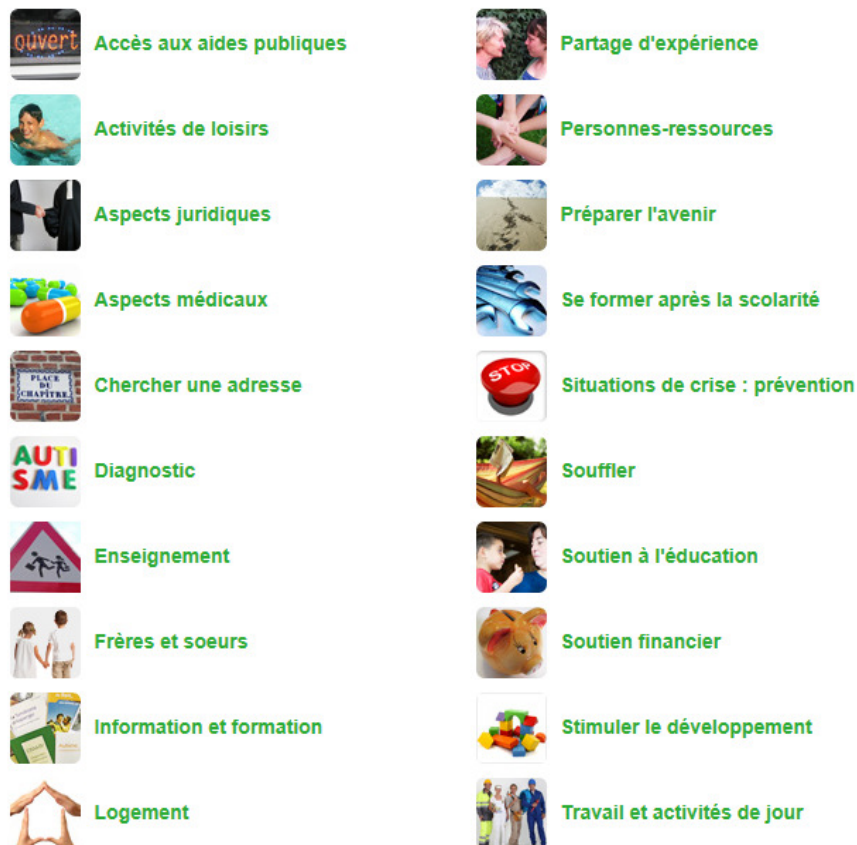 ouvert
Accès aux aides publiques
Activités de loisirs
Aspects juridiques
Aspects médicaux
PLACE
DU
CHAPITRE
Chercher une adresse
AUTI
SME
Diagnostic
Enseignement
Frères et soeurs
Information et formation
Logement
Partage d'expérience
Personnes-ressources
Préparer l'avenir
Se former après la scolarité
STOP
Situations de crise : prévention
Souffler
Soutien à l'éducation
Soutien financier
Stimuler le développement
Travail et activités de jour